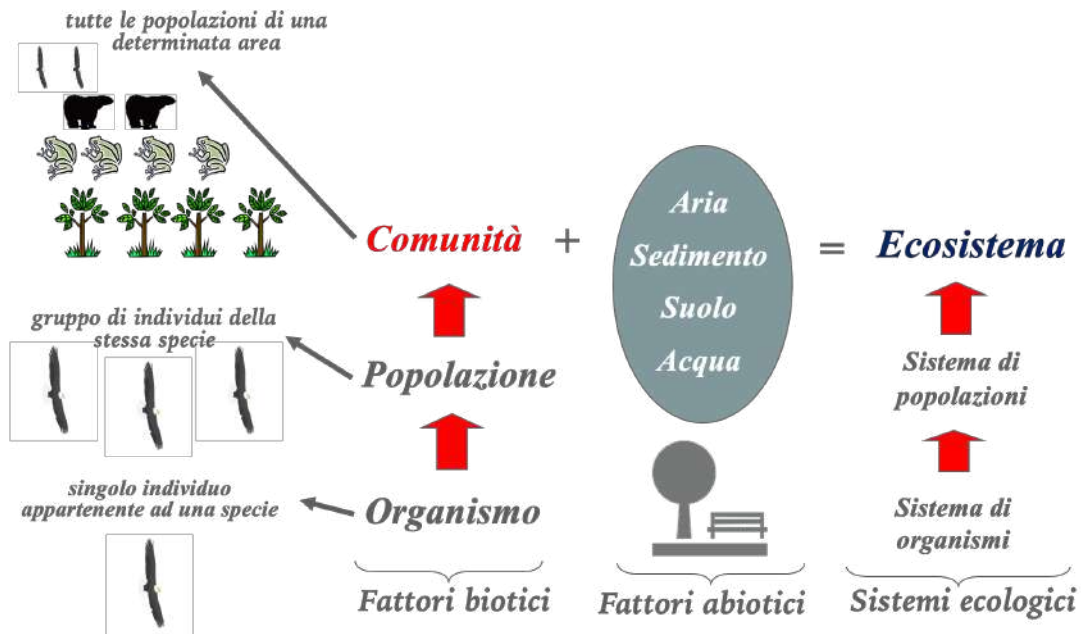 tutte le popolazioni di una
determinata area
Comunità
+
Aria
Sedimento
Suolo
Acqua
=
Ecosistema
gruppo di individui della
stessa specie
Popolazione
Sistema di
popolazioni
singolo individuo
appartenente ad una specie
Organismo
Sistema di
organismi
Fattori biotici
Fattori abiotici
Sistemi ecologici